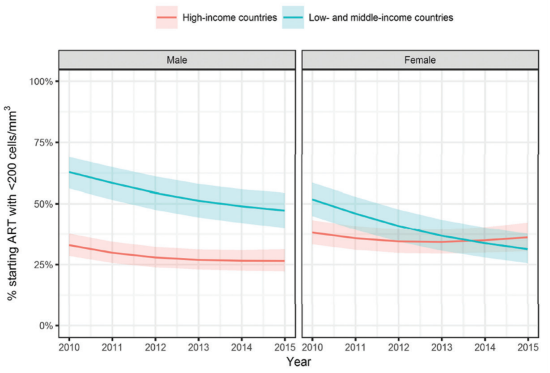 High-income countries Low- and middle-income countries
Male Female
% starting ART with <200 cells/mm³
100%
75%
50%
25%
0%
2010 2011 2012 2013 2014 2015 2010 2011 2012 2013 2014 2015
Year